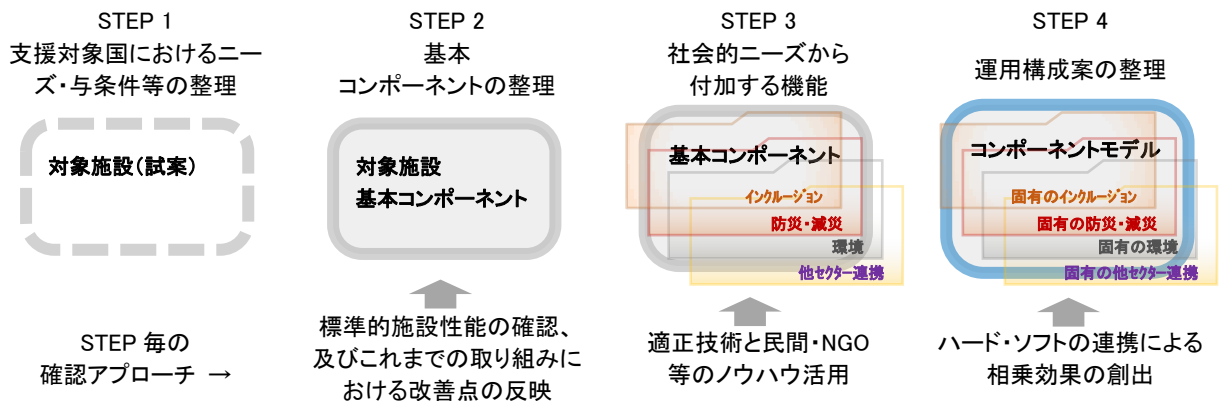 STEP 1
支援対象国におけるニー
ズ・与条件等の整理
対象施設(試案)
STEP 毎の
確認アプローチ →
STEP 2
基本
コンポーネントの整理
対象施設
基本コンポーネント
標準的施設性能の確認、
及びこれまでの取り組みに
おける改善点の反映
STEP 3
社会的ニーズから
付加する機能
基本コンポーネント
インクルージョン
防災・減災
環境
他セクター連携
適正技術と民間・NGO
等のノウハウ活用
STEP 4
運用構成案の整理
コンポーネントモデル
固有のインクルージョン
固有の防災・減災
固有の環境
固有の他セクター連携
ハード・ソフトの連携による
相乗効果の創出